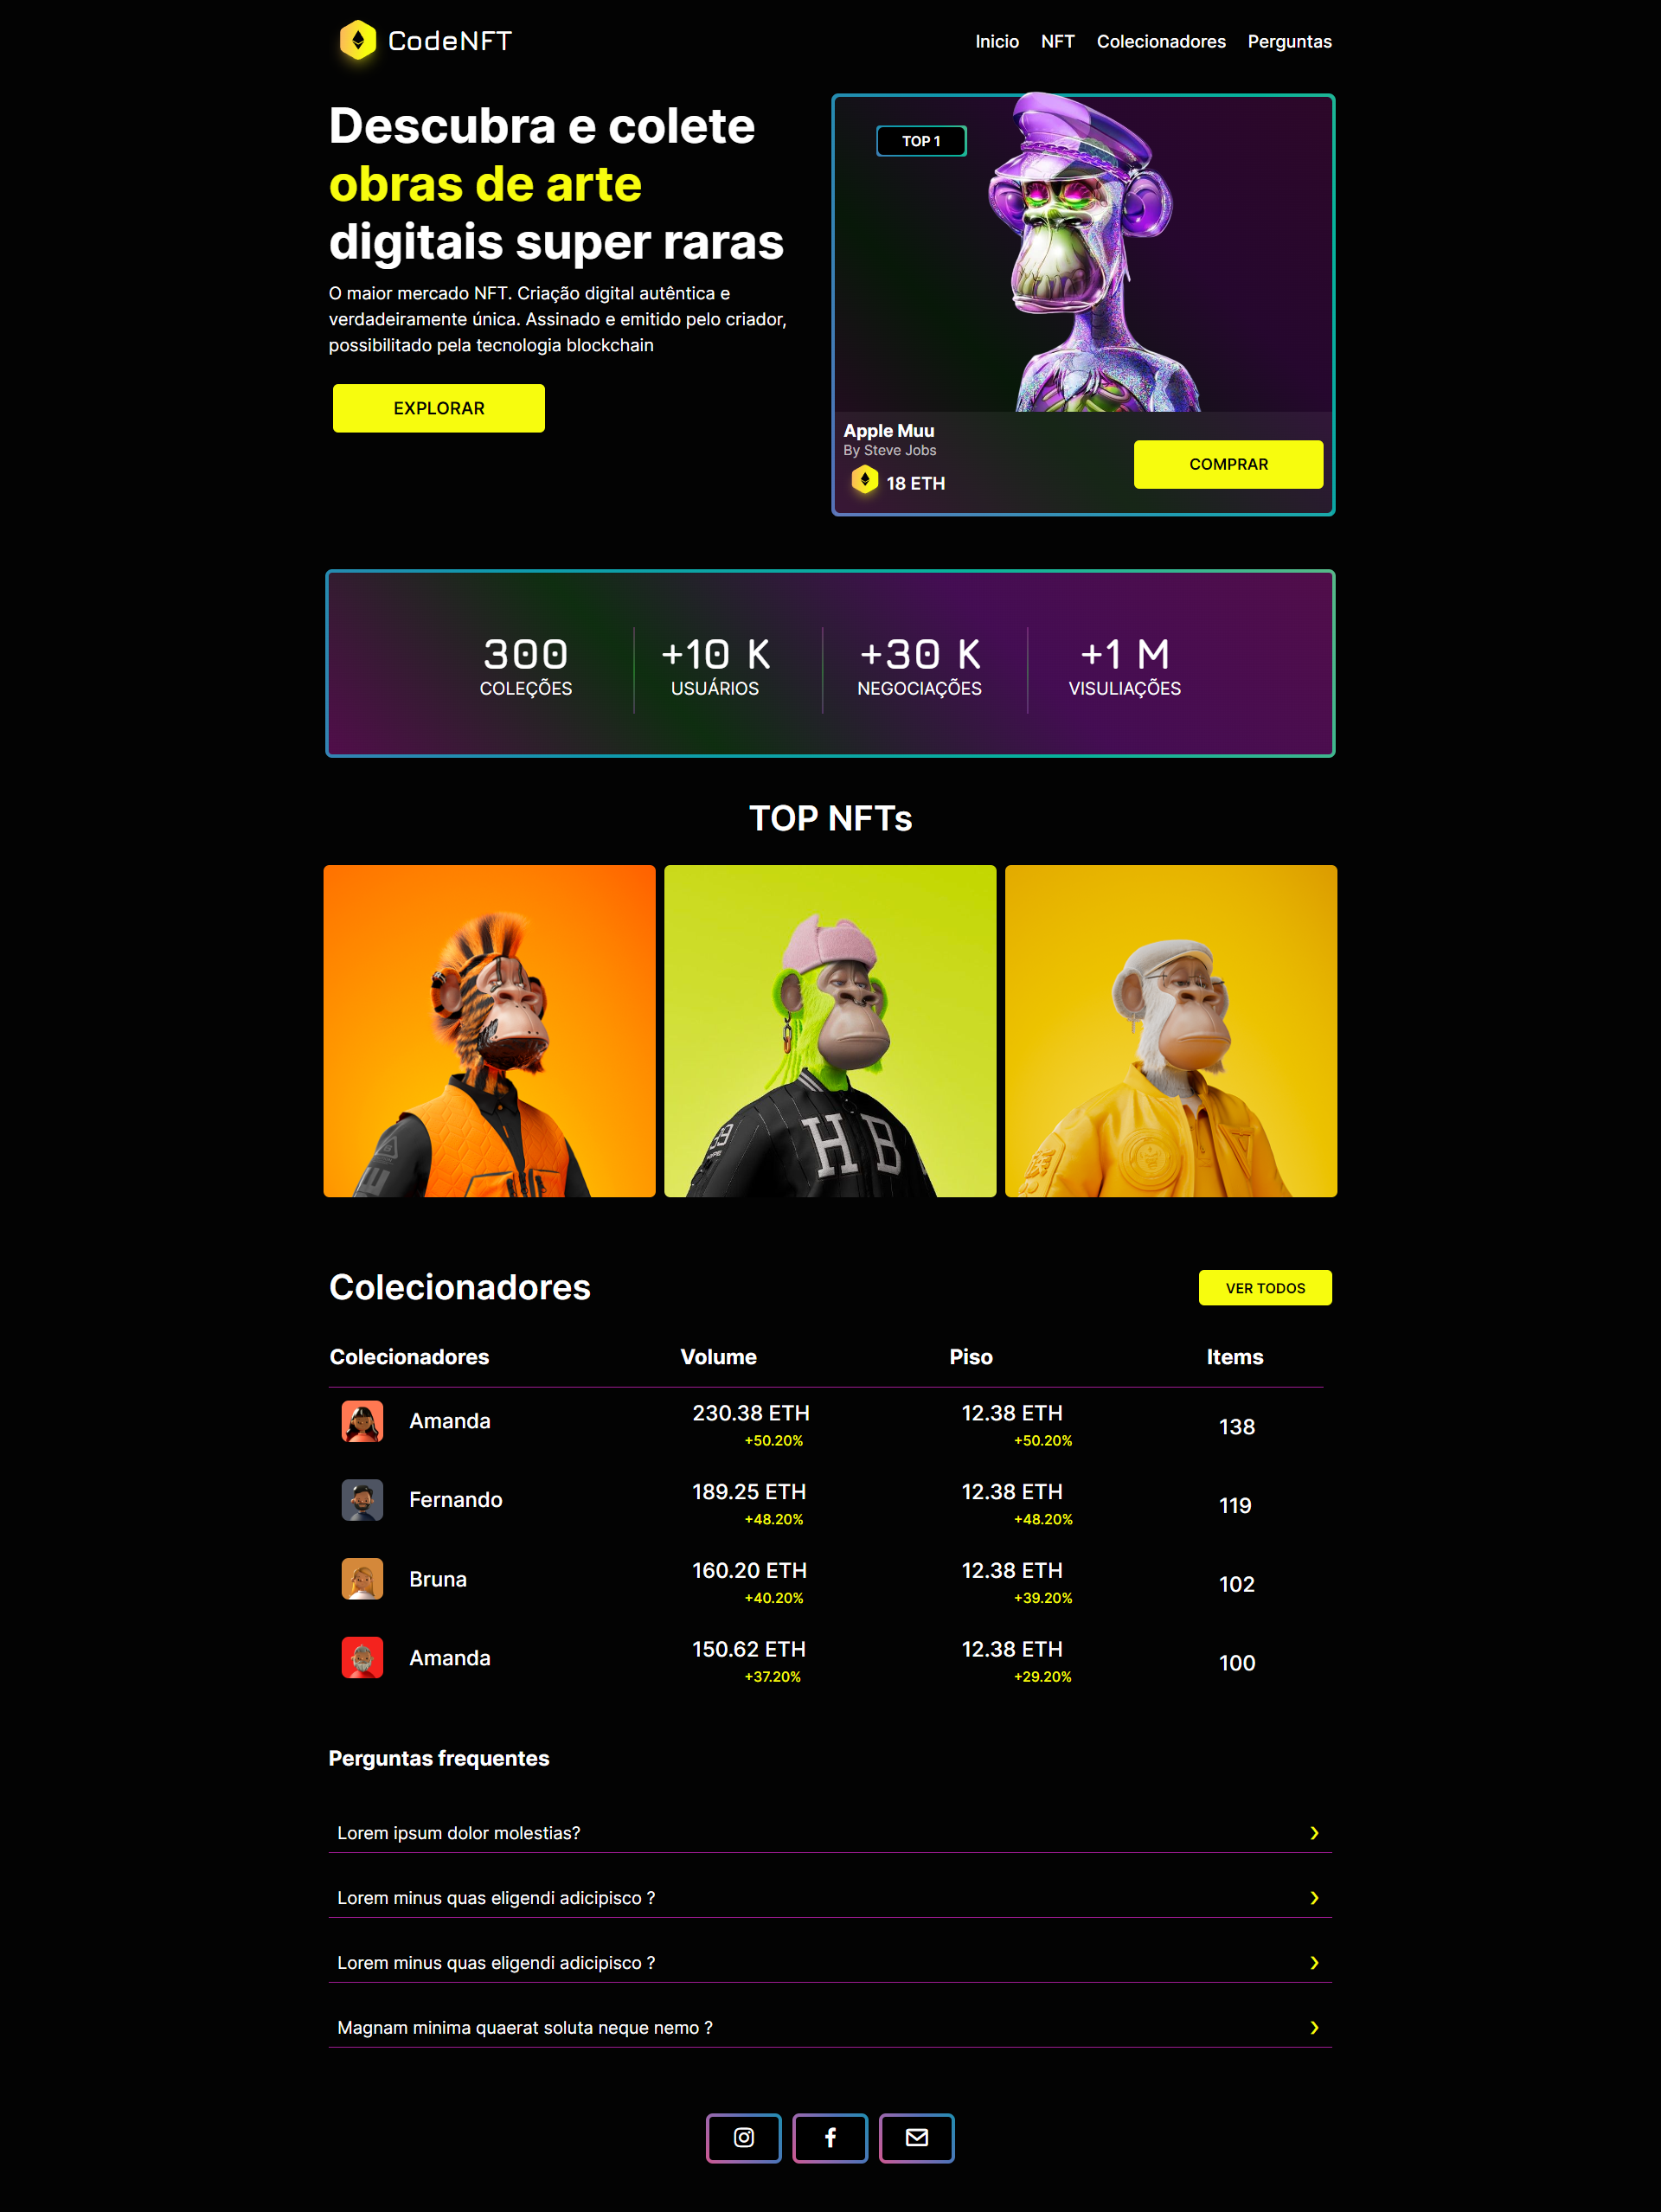 CodeNFT
Inicio NFT Colecionadores Perguntas
Descubra e colete
obras de arte
digitais super raras
O maior mercado NFT. Criação digital autêntica e
verdadeiramente única. Assinado e emitido pelo criador,
possibilitado pela tecnologia blockchain
EXPLORAR
TOP 1
Apple Muu
By Steve Jobs
18 ETH
COMPRAR
300
COLEÇÕES
+10 K
USUÁRIOS
+30 K
NEGOCIAÇÕES
+1 M
VISULIAÇÕES
TOP NFTs
H B
Colecionadores
VER TODOS
Colecionadores Volume Piso Items
Amanda 230.38 ETH 12.38 ETH 138
+50.20% +50.20%
Fernando 189.25 ETH 12.38 ETH 119
+48.20% +48.20%
Bruna 160.20 ETH 12.38 ETH 102
+40.20% +39.20%
Amanda 150.62 ETH 12.38 ETH 100
+37.20% +29.20%
Perguntas frequentes
Lorem ipsum dolor molestias?
Lorem minus quas eligendi adicipisco ?
Lorem minus quas eligendi adicipisco ?
Magnam minima quaerat soluta neque nemo ?